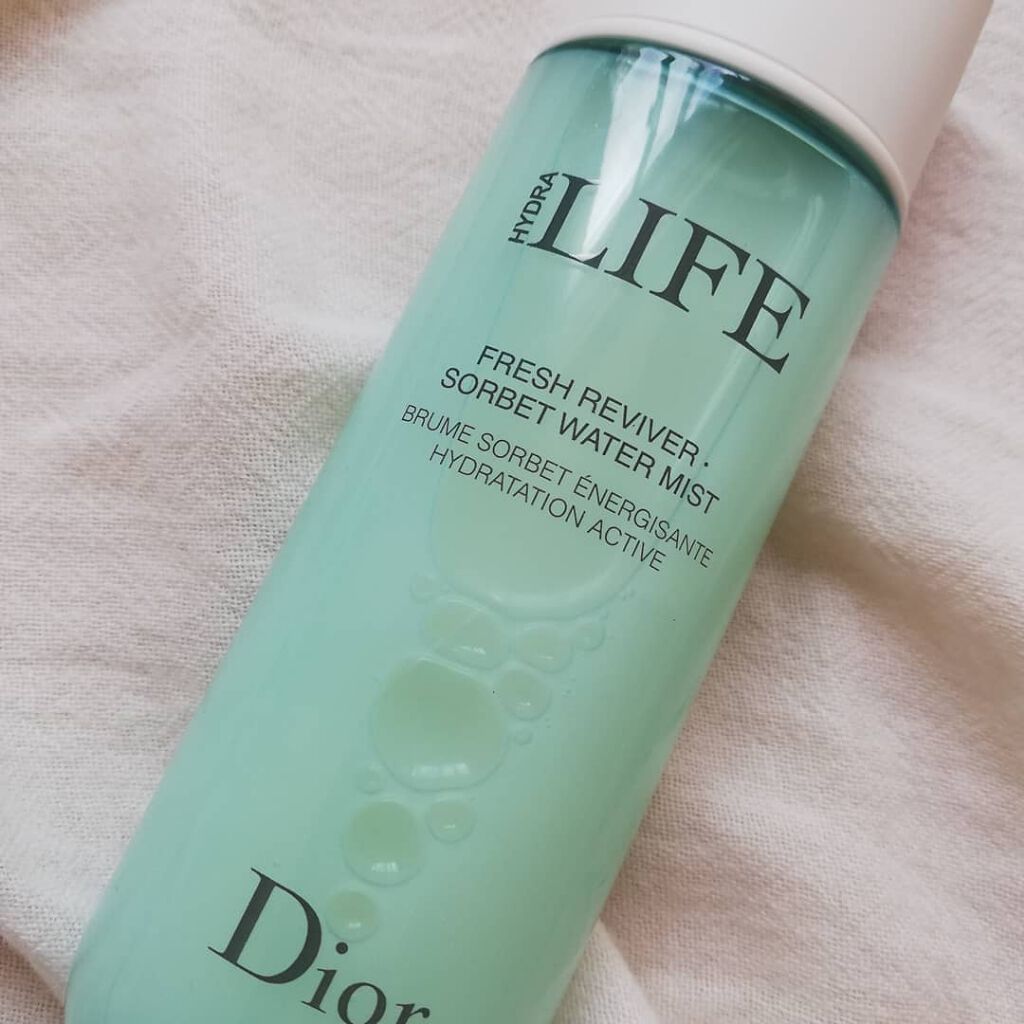 HYDRA
LIFE
FRESH REVIVER .
SORBET WATER MIST
BRUME SORBET ÉNERGISANTE
HYDRATATION ACTIVE
Dior